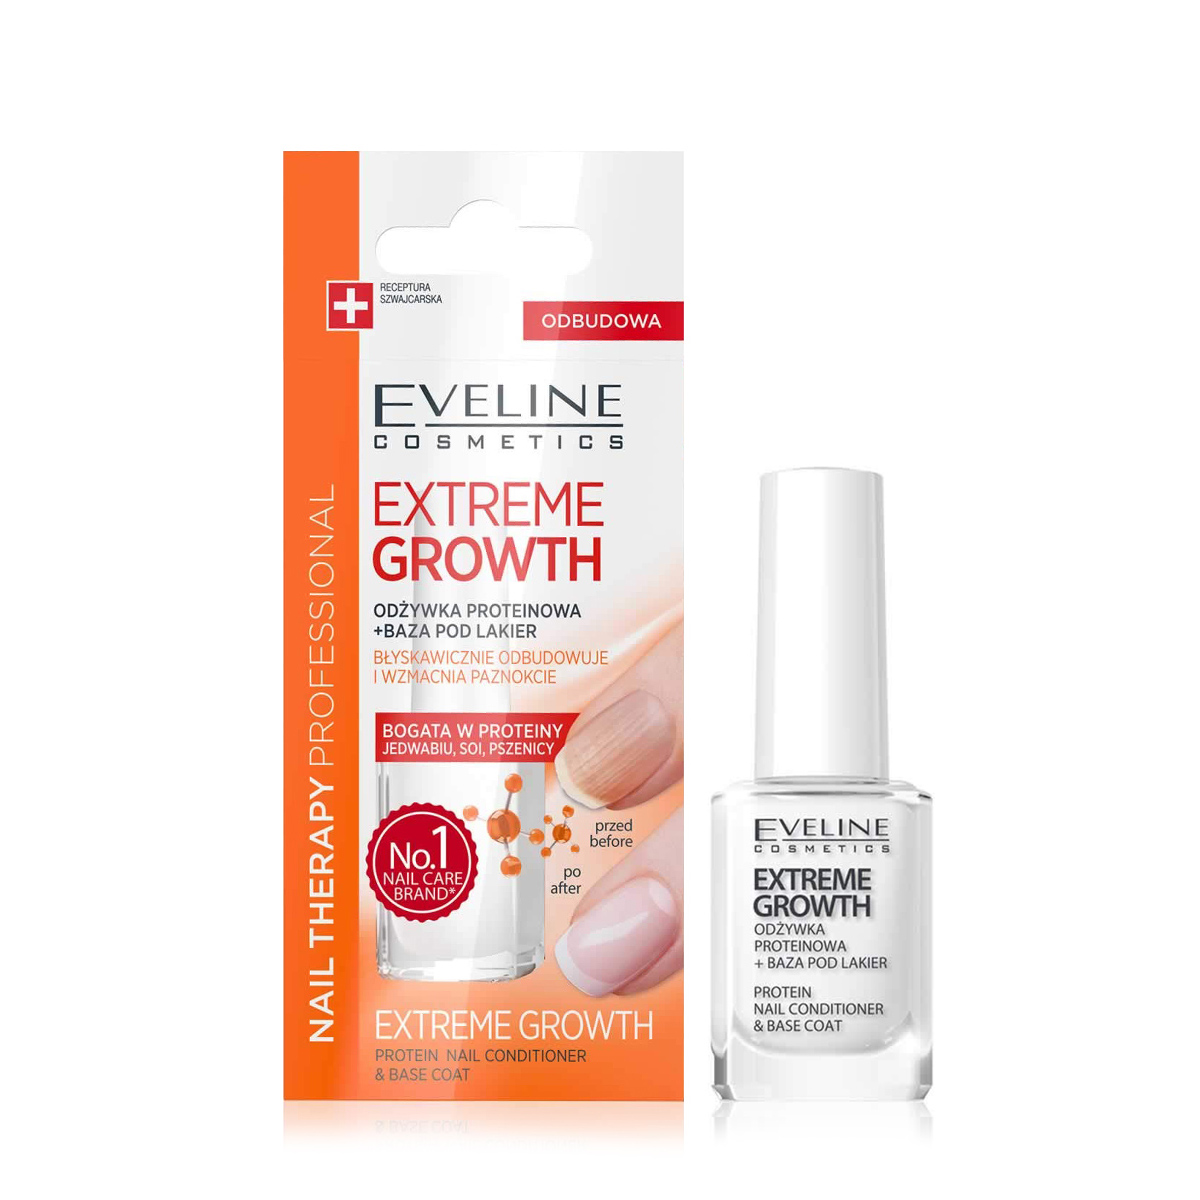 RECEPTURA
SZWAJCARSKA
ODBUDOWA
EVELINE
COSMETICS
EXTREME
GROWTH
ODŻYWKA PROTEINOWA
+BAZA POD LAKIER
BŁYSKAWICZNIE ODBUDOWUJE
I WZMACNIA PAZNOKCIE
BOGATA W PROTEINY
JEDWABIU, SOI, PSZENICY
przed
before
po
after
No.1
NAIL CARE
BRAND*
EXTREME GROWTH
PROTEIN NAIL CONDITIONER
& BASE COAT
NAIL THERAPY PROFESSIONAL
EVELINE
COSMETICS
EXTREME
GROWTH
ODŻYWKA
PROTEINOWA
+ BAZA POD LAKIER
PROTEIN
NAIL CONDITIONER
& BASE COAT